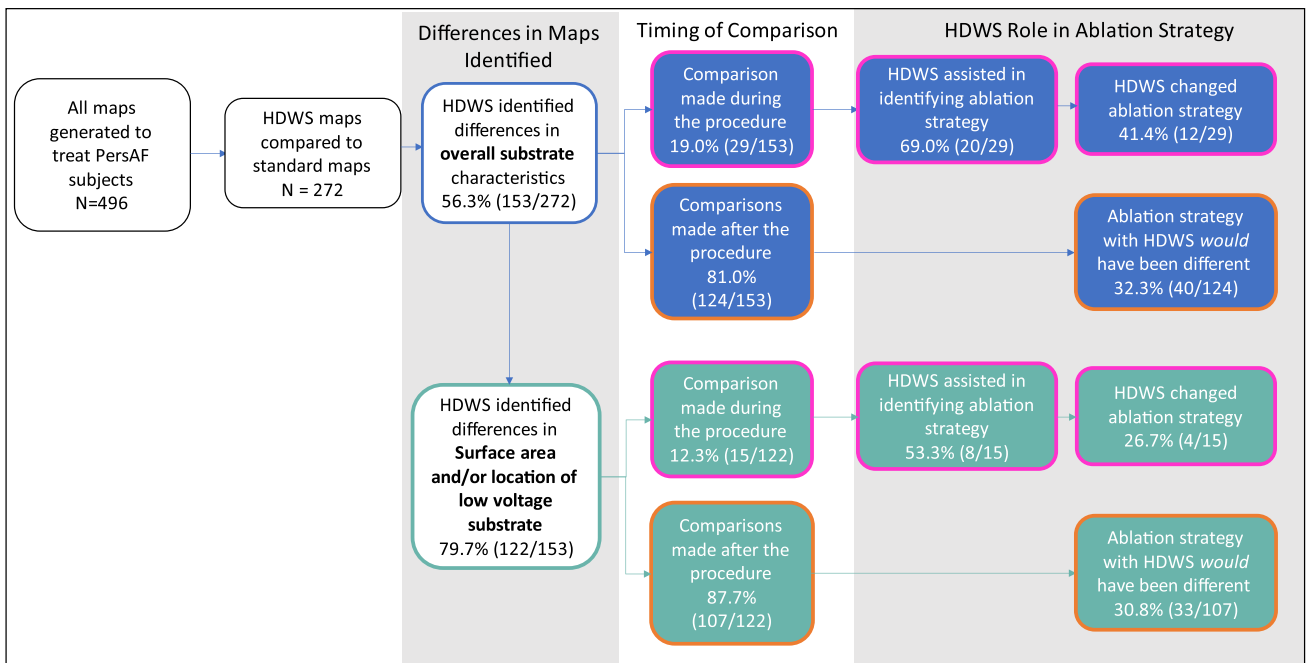 Differences in Maps
Identified
Timing of Comparison
HDWS Role in Ablation Strategy
All maps
generated to
treat PersAF
subjects
N=496
HDWS maps
compared to
standard maps
N = 272
HDWS identified
differences in
overall substrate
characteristics
56.3% (153/272)
Comparison
made during
the procedure
19.0% (29/153)
HDWS assisted in
identifying ablation
strategy
69.0% (20/29)
HDWS changed
ablation strategy
41.4% (12/29)
Comparisons
made after the
procedure
81.0%
(124/153)
Ablation strategy
with HDWS would
have been different
32.3% (40/124)
HDWS identified
differences in
Surface area
and/or location of
low voltage
substrate
79.7% (122/153)
Comparison
made during
the procedure
12.3% (15/122)
HDWS assisted in
identifying ablation
strategy
53.3% (8/15)
HDWS changed
ablation strategy
26.7% (4/15)
Comparisons
made after the
procedure
87.7%
(107/122)
Ablation strategy
with HDWS would
have been different
30.8% (33/107)